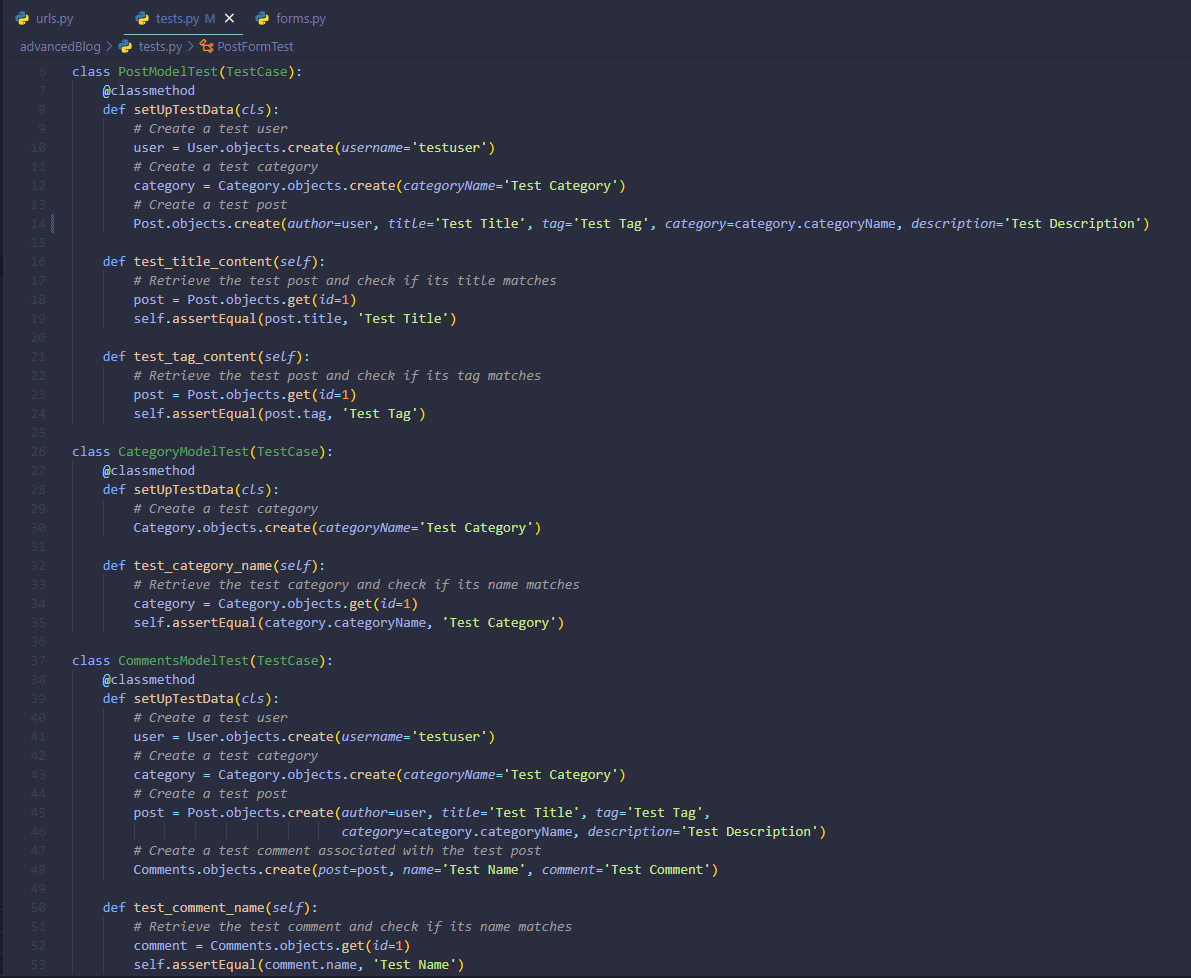 urls.py tests.py M forms.py
advancedBlog > tests.py > PostFormTest
6 class PostModelTest(TestCase):
7 @classmethod
8 def setUpTestData(cls):
9 # Create a test user
10 user = User.objects.create(username='testuser')
11 # Create a test category
12 category = Category.objects.create(categoryName='Test Category')
13 # Create a test post
14 Post.objects.create(author=user, title='Test Title', tag='Test Tag', category=category.categoryName, description='Test Description')
15
16 def test_title_content(self):
17 # Retrieve the test post and check if its title matches
18 post = Post.objects.get(id=1)
19 self.assertEqual(post.title, 'Test Title')
20
21 def test_tag_content(self):
22 # Retrieve the test post and check if its tag matches
23 post = Post.objects.get(id=1)
24 self.assertEqual(post.tag, 'Test Tag')
25
26 class CategoryModelTest(TestCase):
27 @classmethod
28 def setUpTestData(cls):
29 # Create a test category
30 Category.objects.create(categoryName='Test Category')
31
32 def test_category_name(self):
33 # Retrieve the test category and check if its name matches
34 category = Category.objects.get(id=1)
35 self.assertEqual(category.categoryName, 'Test Category')
36
37 class CommentsModelTest(TestCase):
38 @classmethod
39 def setUpTestData(cls):
40 # Create a test user
41 user = User.objects.create(username='testuser')
42 # Create a test category
43 category = Category.objects.create(categoryName='Test Category')
44 # Create a test post
45 post = Post.objects.create(author=user, title='Test Title', tag='Test Tag',
46 category=category.categoryName, description='Test Description')
47 # Create a test comment associated with the test post
48 Comments.objects.create(post=post, name='Test Name', comment='Test Comment')
49
50 def test_comment_name(self):
51 # Retrieve the test comment and check if its name matches
52 comment = Comments.objects.get(id=1)
53 self.assertEqual(comment.name, 'Test Name')